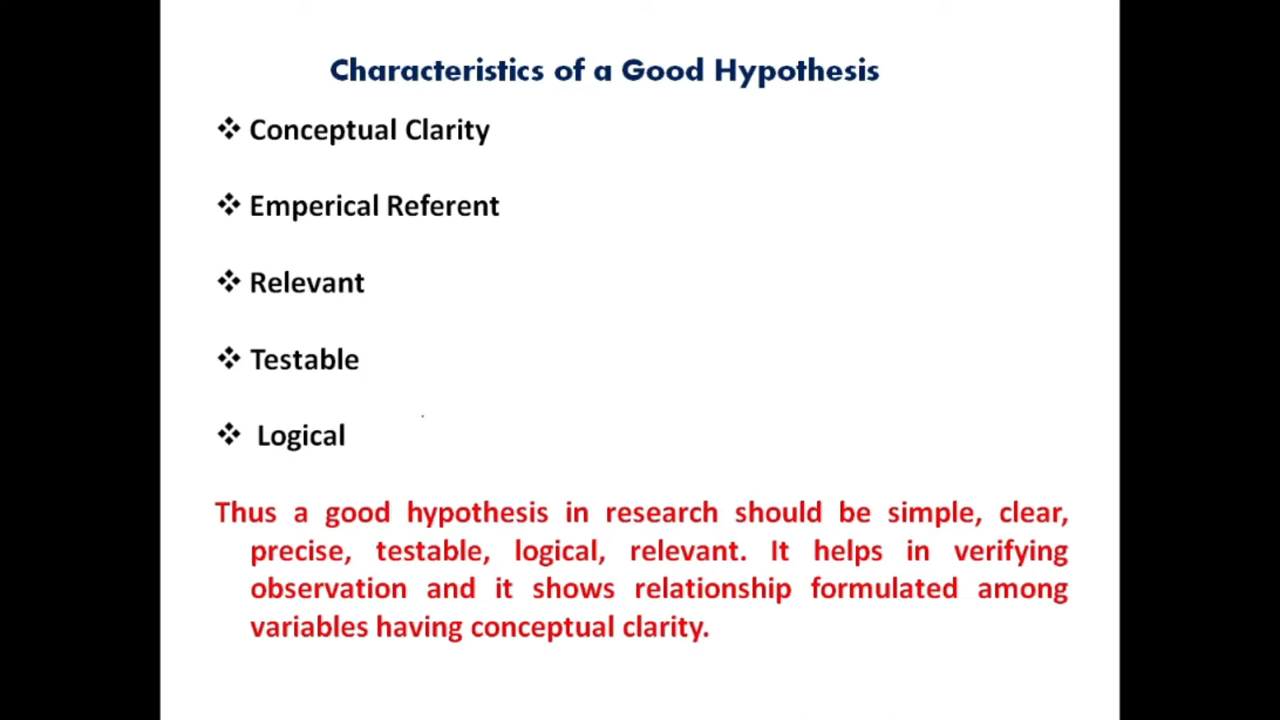 Characteristics of a Good Hypothesis
❖ Conceptual Clarity
❖ Emperical Referent
❖ Relevant
❖ Testable
❖ Logical
Thus a good hypothesis in research should be simple, clear,
precise, testable, logical, relevant. It helps in verifying
observation and it shows relationship formulated among
variables having conceptual clarity.